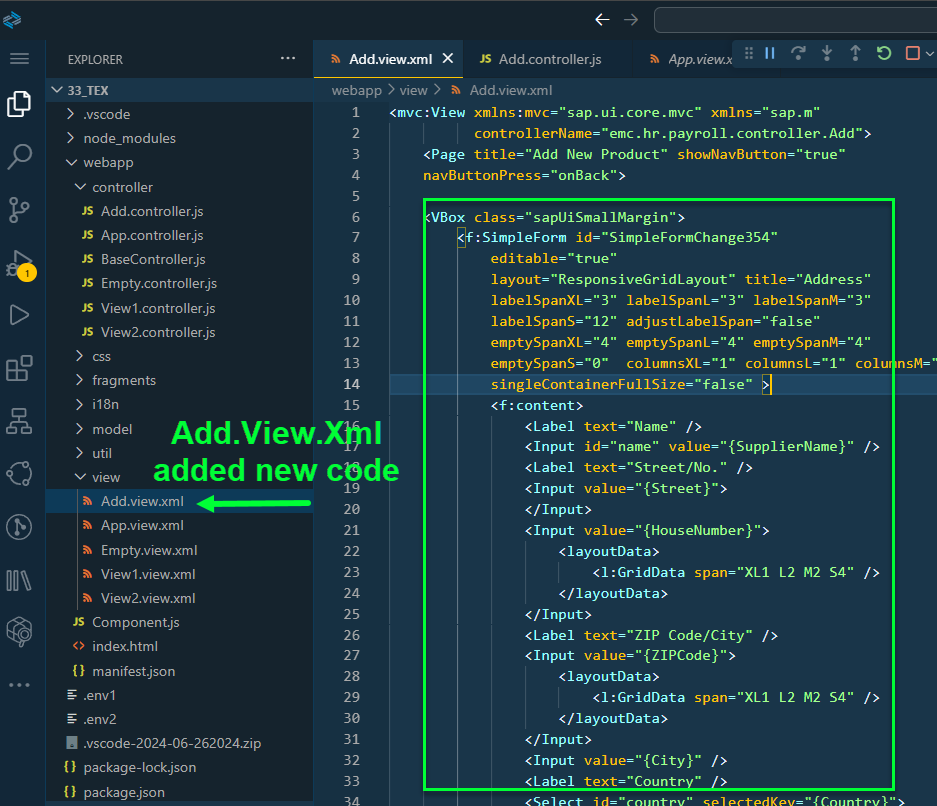 EXPLORER
...
33_TEX
.vscode
node_modules
webapp
controller
JS Add.controller.js
JS App.controller.js
JS BaseController.js
JS Empty.controller.js
JS View1.controller.js
JS View2.controller.js
css
fragments
i18n
model
util
view
Add.view.xml
App.view.xml
Empty.view.xml
View1.view.xml
View2.view.xml
JS Component.js
<> index.html
{} manifest.json
.env1
.env2
.vscode-2024-06-262024.zip
{} package-lock.json
{} package.json
1
Add.View.Xml
added new code
Add.view.xml
JS Add.controller.js
App.view.x
webapp > view > Add.view.xml
1 <mvc:View xmlns:mvc="sap.ui.core.mvc" xmlns="sap.m"
2 controllerName="emc.hr.payroll.controller.Add">
3 <Page title="Add New Product" showNavButton="true"
4 navButtonPress="onBack">
5
6 <VBox class="sapUiSmallMargin">
7 <f:SimpleForm id="SimpleFormChange354"
8 editable="true"
9 layout="ResponsiveGridLayout" title="Address"
10 labelSpanXL="3" labelSpanL="3" labelSpanM="3"
11 labelSpanS="12" adjustLabelSpan="false"
12 emptySpanXL="4" emptySpanL="4" emptySpanM="4"
13 emptySpanS="0"  columnsXL="1" columnsL="1" columnsM="
14 singleContainerFullSize="false" >
15 <f:content>
16 <Label text="Name" />
17 <Input id="name" value="{SupplierName}" />
18 <Label text="Street/No." />
19 <Input value="{Street}">
20 </Input>
21 <Input value="{HouseNumber}">
22 <layoutData>
23 <l:GridData span="XL1 L2 M2 S4" />
24 </layoutData>
25 </Input>
26 <Label text="ZIP Code/City" />
27 <Input value="{ZIPCode}">
28 <layoutData>
29 <l:GridData span="XL1 L2 M2 S4" />
30 </layoutData>
31 </Input>
32 <Input value="{City}" />
33 <Label text="Country" />
34 <Select id="country" selectedKey="{Country}">